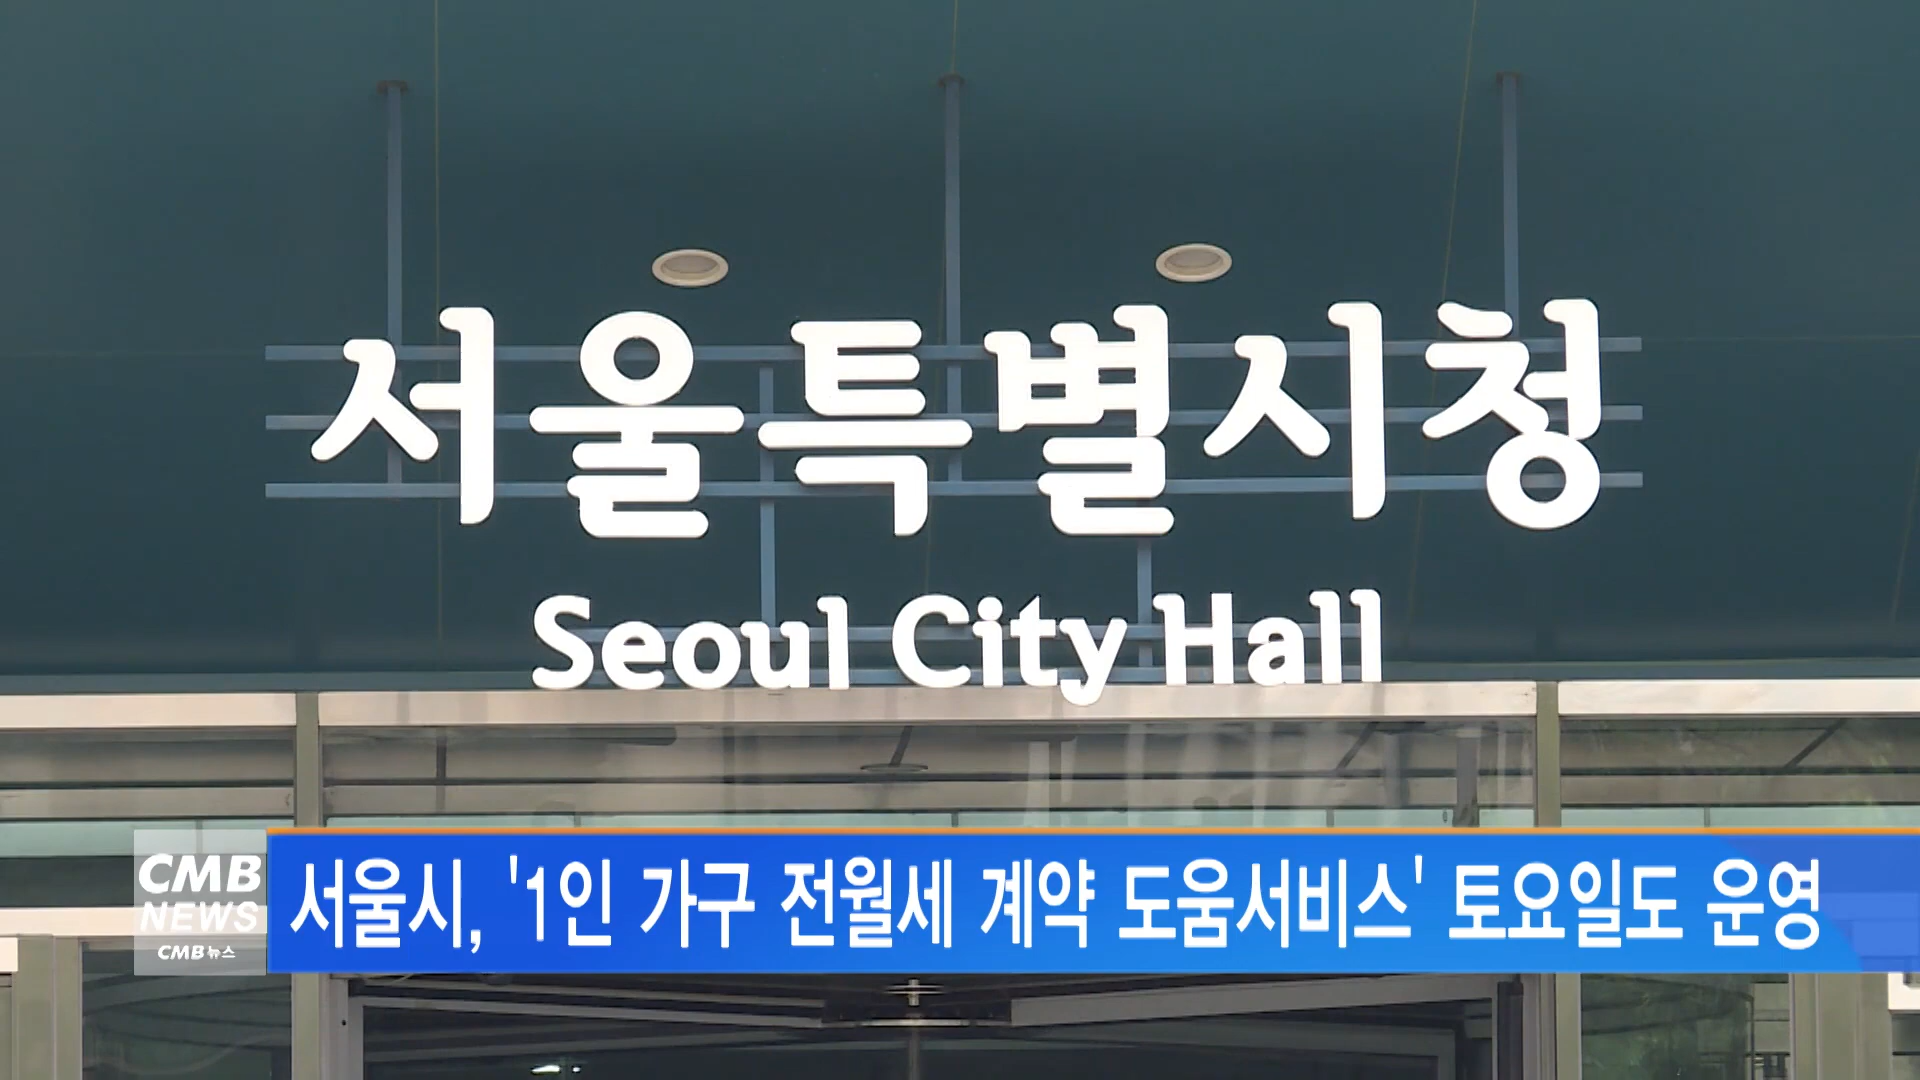 서울특별시청
Seoul City Hall
CMB
NEWS
CMB뉴스
서울시, '1인 가구 전월세 계약 도움서비스' 토요일도 운영